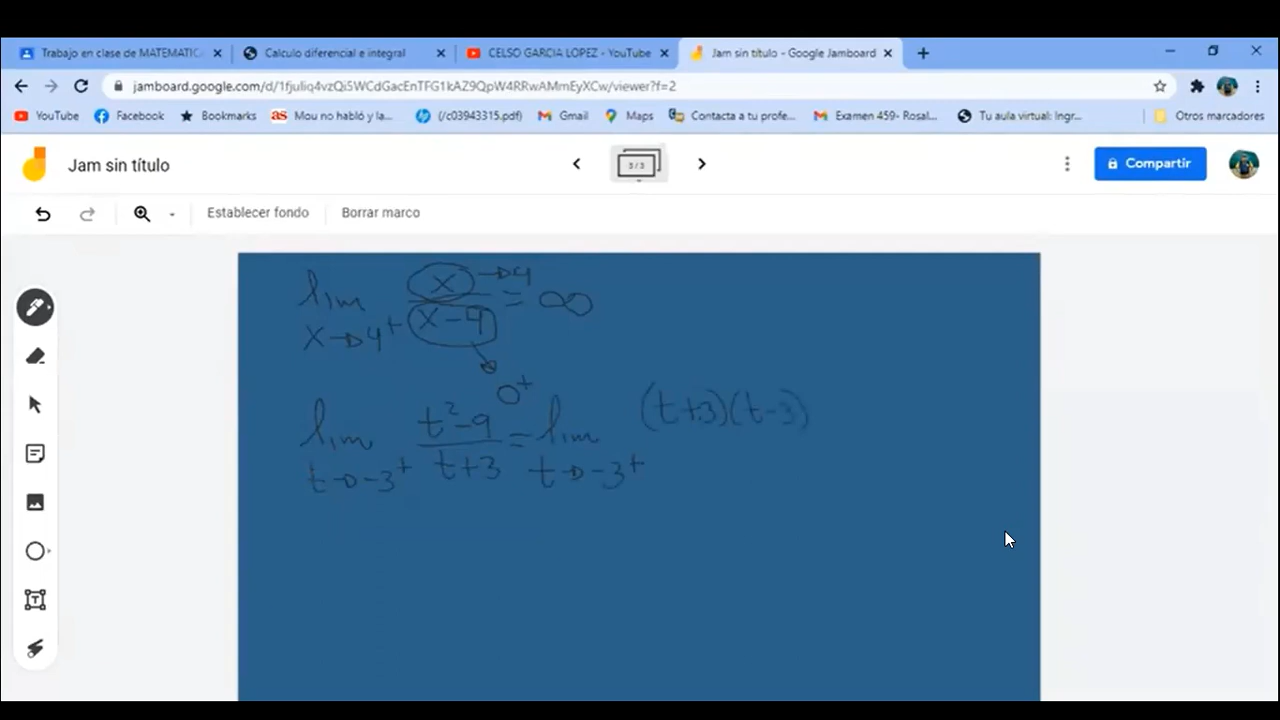 Trabajo en clase de MATEMATICA
Calculo diferencial e integral
CELSO GARCIA LOPEZ - YouTube
Jam sin título - Google Jamboard
jamboard.google.com/d/1fjuliq4vzQi5WCdGacEnTFG1kAZ9QpW4RRwAMmEyXCw/viewer?f=2
YouTube
Facebook
Bookmarks
as Mou no habló y la...
(/c03943315.pdf)
Gmail
Maps
Contacta a tu profe...
Examen 459- Rosal...
Tu aula virtual: Ingr...
Otros marcadores
Jam sin título
3 / 3
Compartir
Establecer fondo
Borrar marco
lim x→4+ x/(x-4) = ∞
→4
0+
lim t→-3+ (t²-9)/(t+3) = lim t→-3+ (t+3)(t-3)